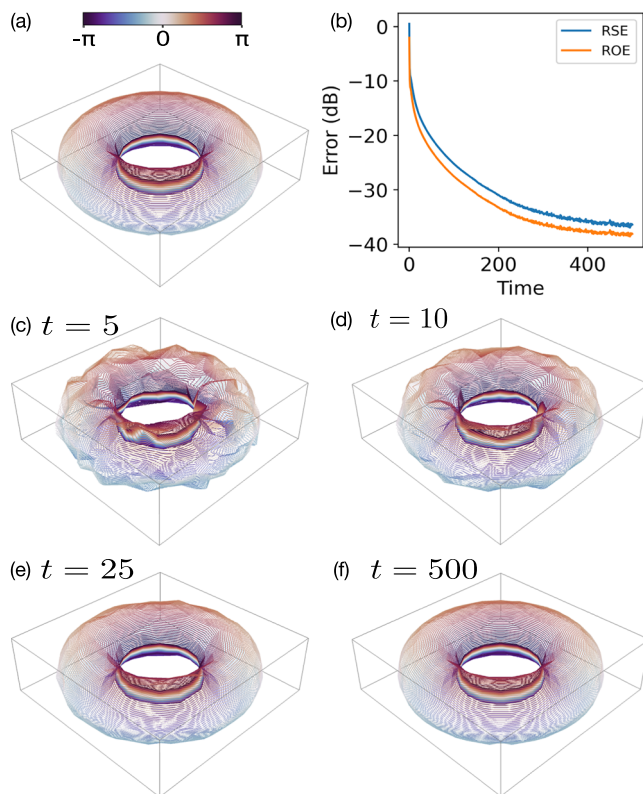 (a)
-π 0 π
(b)
0
−10
−20
−30
−40
Error (dB)
RSE
ROE
0 200 400
Time
(c) t = 5
(d) t = 10
(e) t = 25
(f) t = 500